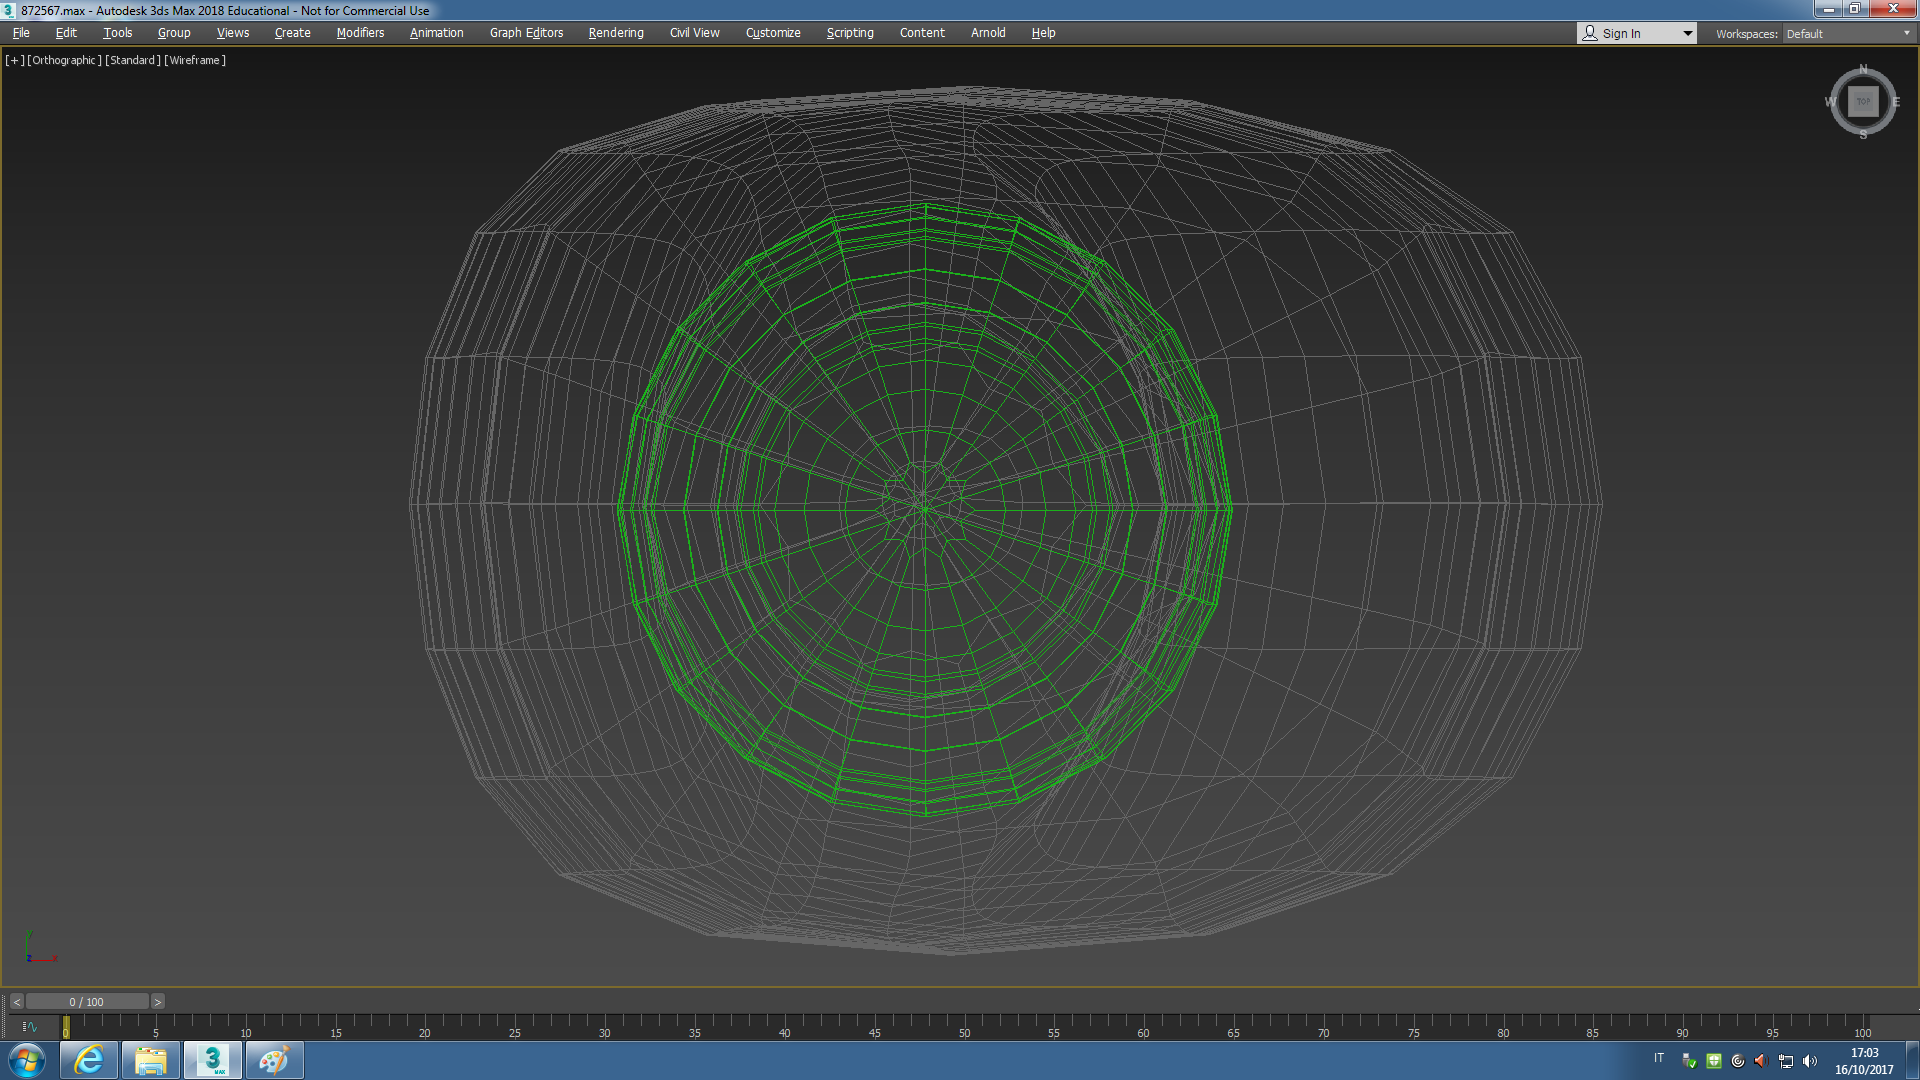 872567.max - Autodesk 3ds Max 2018 Educational - Not for Commercial Use
File Edit Tools Group Views Create Modifiers Animation Graph Editors Rendering Civil View Customize Scripting Content Arnold Help Sign In Workspaces: Default
[+] [Orthographic] [Standard] [Wireframe]
N
W TOP E
S
y
z x
< 0 / 100 >
0 5 10 15 20 25 30 35 40 45 50 55 60 65 70 75 80 85 90 95 100
3 MAX
IT 17:03
16/10/2017